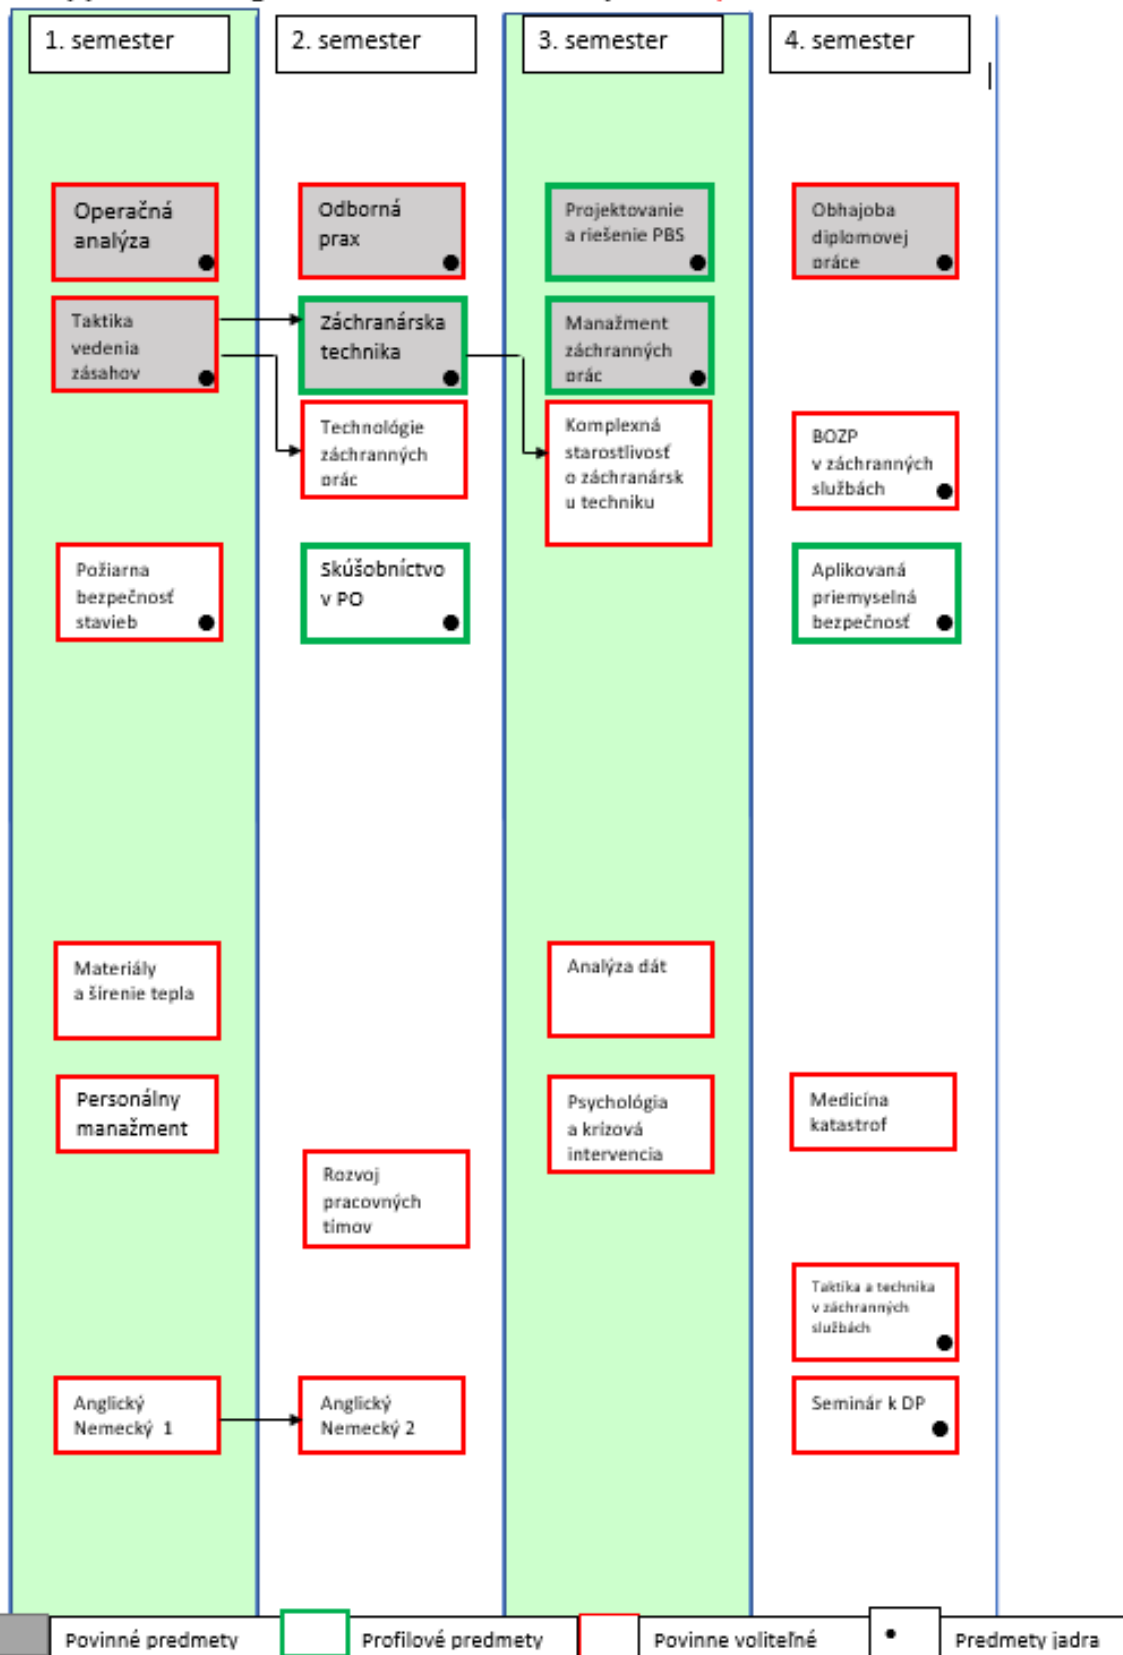 1. semester
2. semester
3. semester
4. semester
Operačná
analýza
Odborná
prax
Projektovanie
a riešenie PBS
Obhajoba
diplomovej
práce
Taktika
vedenia
zásahov
Záchranárska
technika
Manažment
záchranných
prác
Technológie
záchranných
prác
Komplexná
starostlivosť
o záchranársk
u techniku
BOZP
v záchranných
službách
Požiarna
bezpečnosť
stavieb
Skúšobníctvo
v PO
Aplikovaná
priemyselná
bezpečnosť
Materiály
a šírenie tepla
Analýza dát
Personálny
manažment
Psychológia
a krízová
intervencia
Medicína
katastrof
Rozvoj
pracovných
tímov
Taktika a technika
v záchranných
službách
Anglický
Nemecký 1
Anglický
Nemecký 2
Seminár k DP
Povinné predmety
Profilové predmety
Povinne voliteľné
Predmety jadra